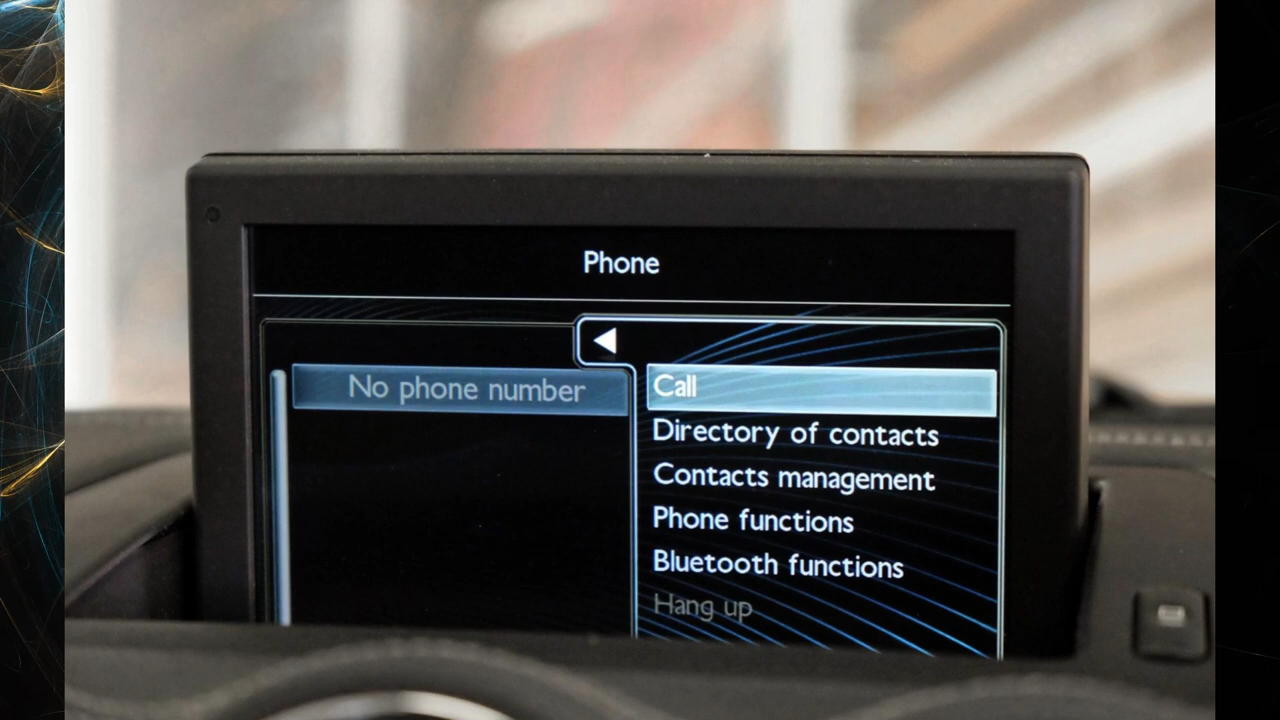 Phone
No phone number
Call
Directory of contacts
Contacts management
Phone functions
Bluetooth functions
Hang up